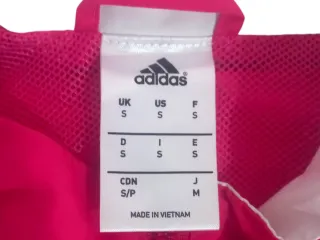 adidas
UK US F
S S S
D I E
S S S
CDN J
S/P M
MADE IN VIETNAM